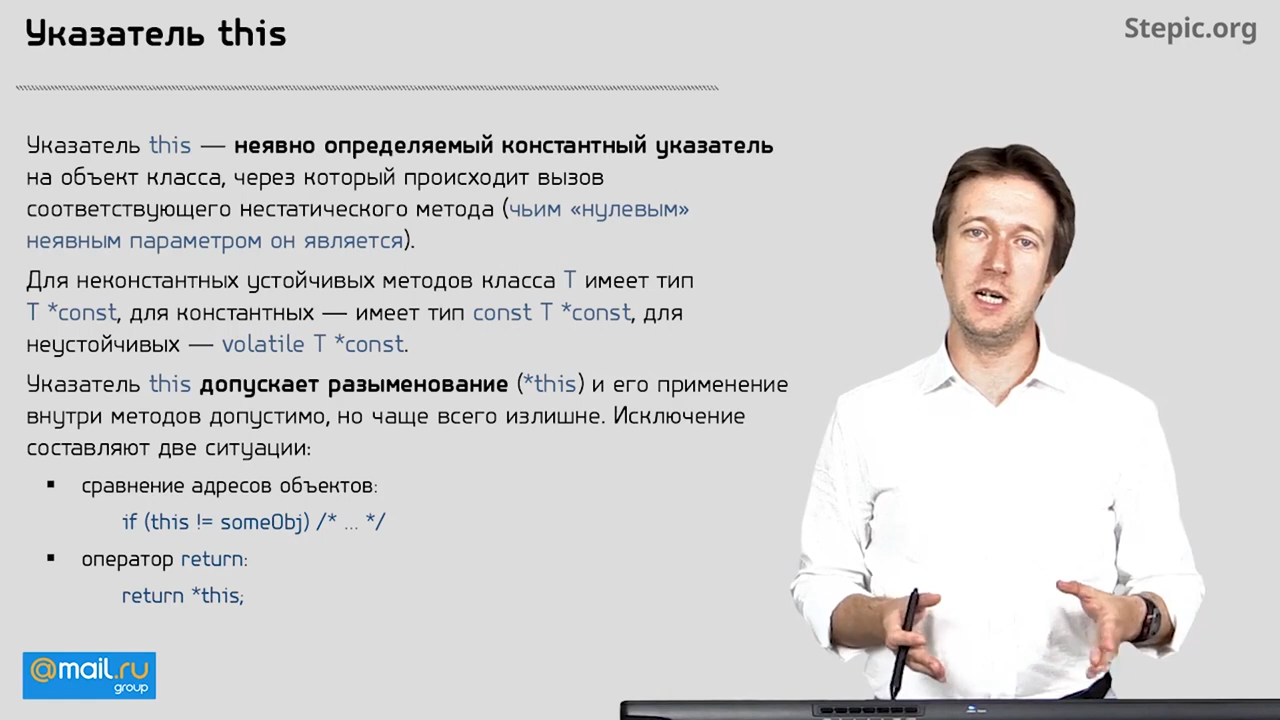 Указатель this
Stepic.org
Указатель this — неявно определяемый константный указатель
на объект класса, через который происходит вызов
соответствующего нестатического метода (чьим «нулевым»
неявным параметром он является).
Для неконстантных устойчивых методов класса T имеет тип
T *const, для константных — имеет тип const T *const, для
неустойчивых — volatile T *const.
Указатель this допускает разыменование (*this) и его применение
внутри методов допустимо, но чаще всего излишне. Исключение
составляют две ситуации:
▪ сравнение адресов объектов:
if (this != someObj) /* ... */
▪ оператор return:
return *this;
@mail.ru
group